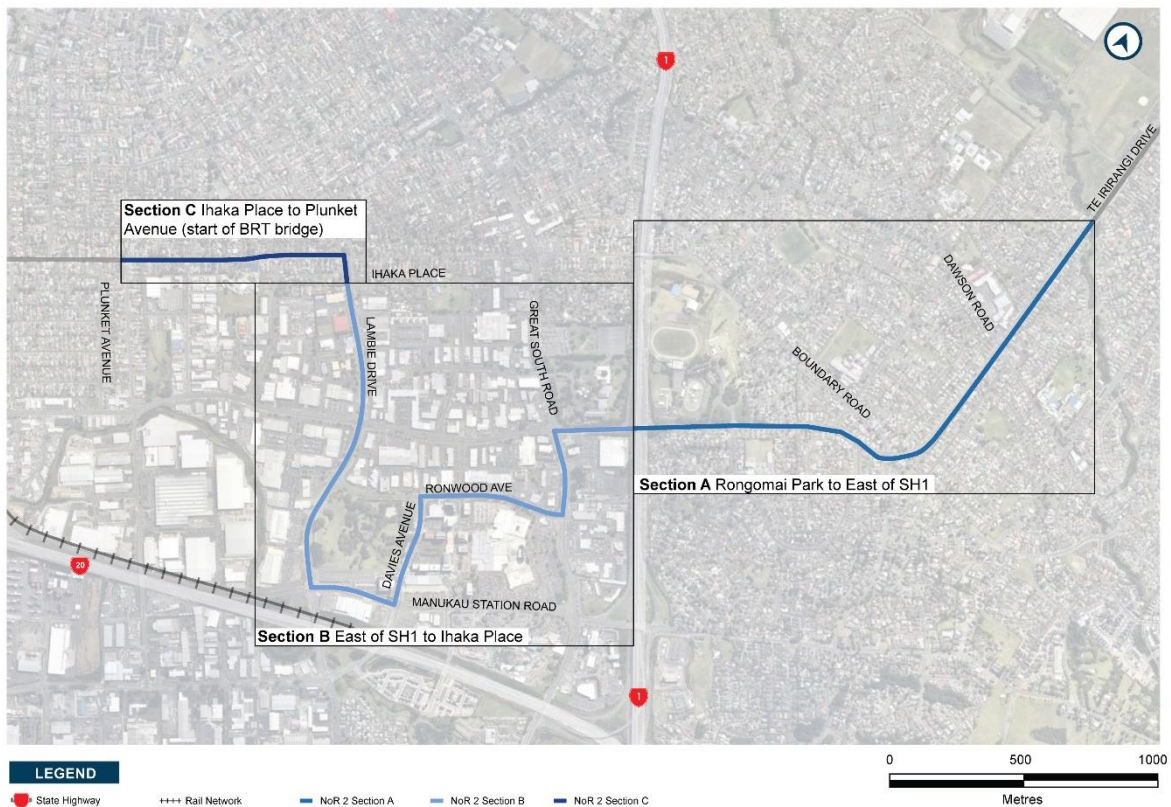 1
TE IRIRANGI DRIVE
Section C Ihaka Place to Plunket
Avenue (start of BRT bridge)
IHAKA PLACE
PLUNKET AVENUE
LAMBIE DRIVE
GREAT SOUTH ROAD
DAWSON ROAD
BOUNDARY ROAD
RONWOOD AVE
Section A Rongomai Park to East of SH1
DAVIES AVENUE
20
MANUKAU STATION ROAD
Section B East of SH1 to Ihaka Place
1
LEGEND
State Highway
Rail Network
NoR 2 Section A
NoR 2 Section B
NoR 2 Section C
0 500 1000
Metres